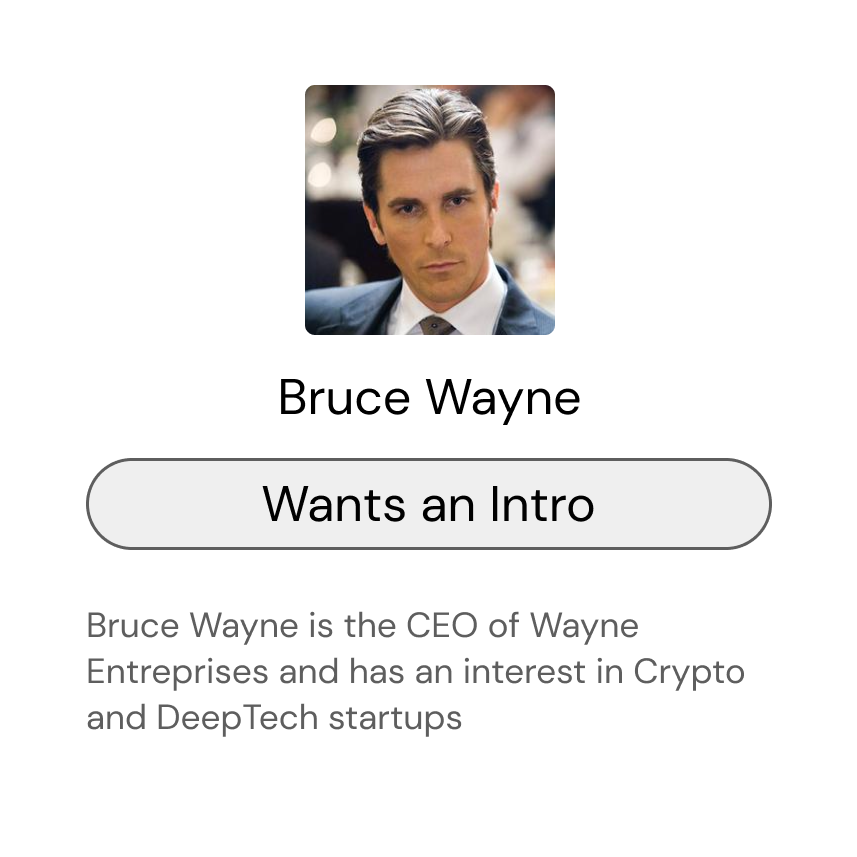 Bruce Wayne
Wants an Intro
Bruce Wayne is the CEO of Wayne
Entreprises and has an interest in Crypto
and DeepTech startups